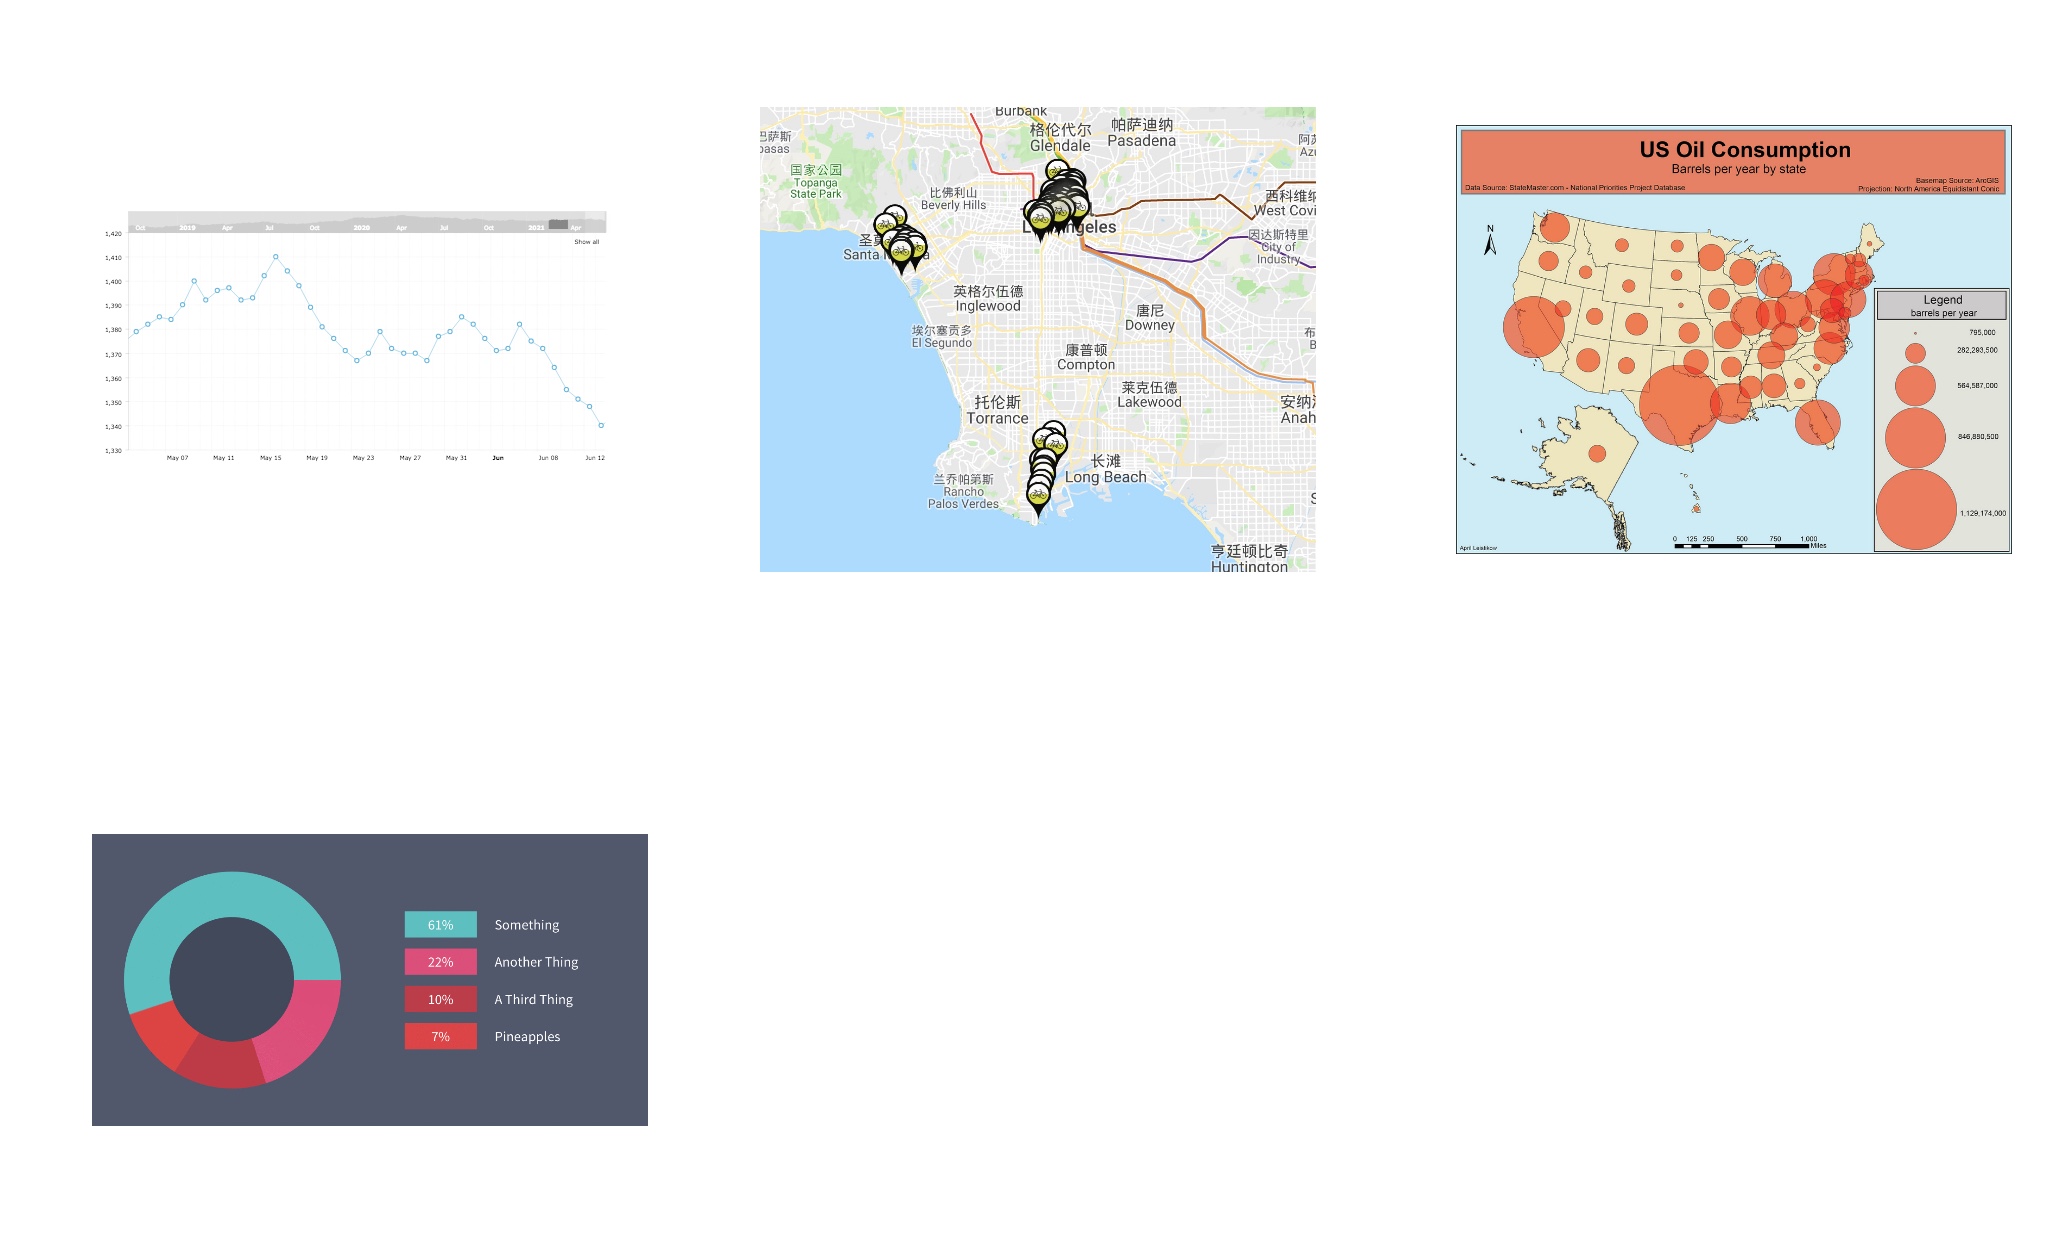 Oct 2019 Apr Jul Oct 2020 Apr Jul Oct 2021 Apr
Show all
1,420
1,410
1,400
1,390
1,380
1,370
1,360
1,350
1,340
1,330
May 07 May 11 May 15 May 19 May 23 May 27 May 31 Jun Jun 08 Jun 12
Burbank
格伦代尔
Glendale
帕萨迪纳
Pasadena
巴萨斯
basas
国家公园
Topanga
State Park
比佛利山
Beverly Hills
西科维纳
West Covi
Los Angeles
因达斯特里
City of
Industry
Santa
英格尔伍德
Inglewood
埃尔塞贡多
El Segundo
唐尼
Downey
康普顿
Compton
莱克伍德
Lakewood
托伦斯
Torrance
安纳
Anah
长滩
Long Beach
兰乔帕第斯
Rancho
Palos Verdes
亨廷顿比奇
Huntington
US Oil Consumption
Barrels per year by state
Data Source: StateMaster.com - National Priorities Project Database
Basemap Source: ArcGIS
Projection: North America Equidistant Conic
N
Legend
barrels per year
795,000
282,293,500
564,587,000
846,880,500
1,129,174,000
0 125 250 500 750 1,000
Miles
61% Something
22% Another Thing
10% A Third Thing
7% Pineapples